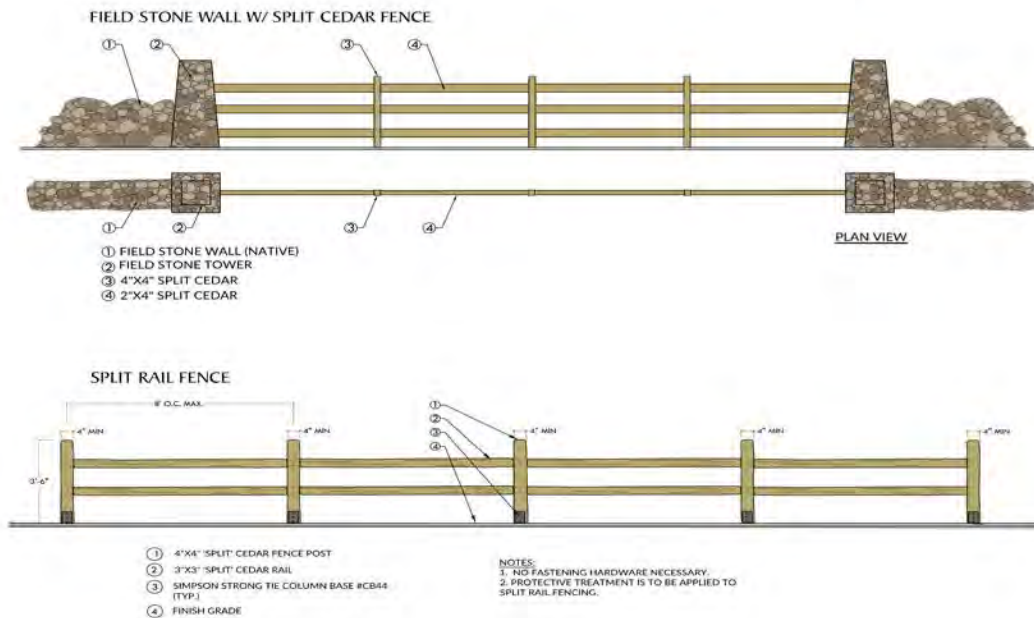 FIELD STONE WALL W/ SPLIT CEDAR FENCE
① ② ③ ④
① ② ③ ④
PLAN VIEW
① FIELD STONE WALL (NATIVE)
② FIELD STONE TOWER
③ 4"X4" SPLIT CEDAR
④ 2"X4" SPLIT CEDAR
SPLIT RAIL FENCE
8' O.C. MAX.
4" MIN 4" MIN 4" MIN 4" MIN 4" MIN
①
②
③
④
3'-6"
① 4"X4" 'SPLIT' CEDAR FENCE POST
② 3"X3" 'SPLIT' CEDAR RAIL
③ SIMPSON STRONG TIE COLUMN BASE #CB44
(TYP.)
④ FINISH GRADE
NOTES:
1. NO FASTENING HARDWARE NECESSARY.
2. PROTECTIVE TREATMENT IS TO BE APPLIED TO
SPLIT RAIL FENCING.